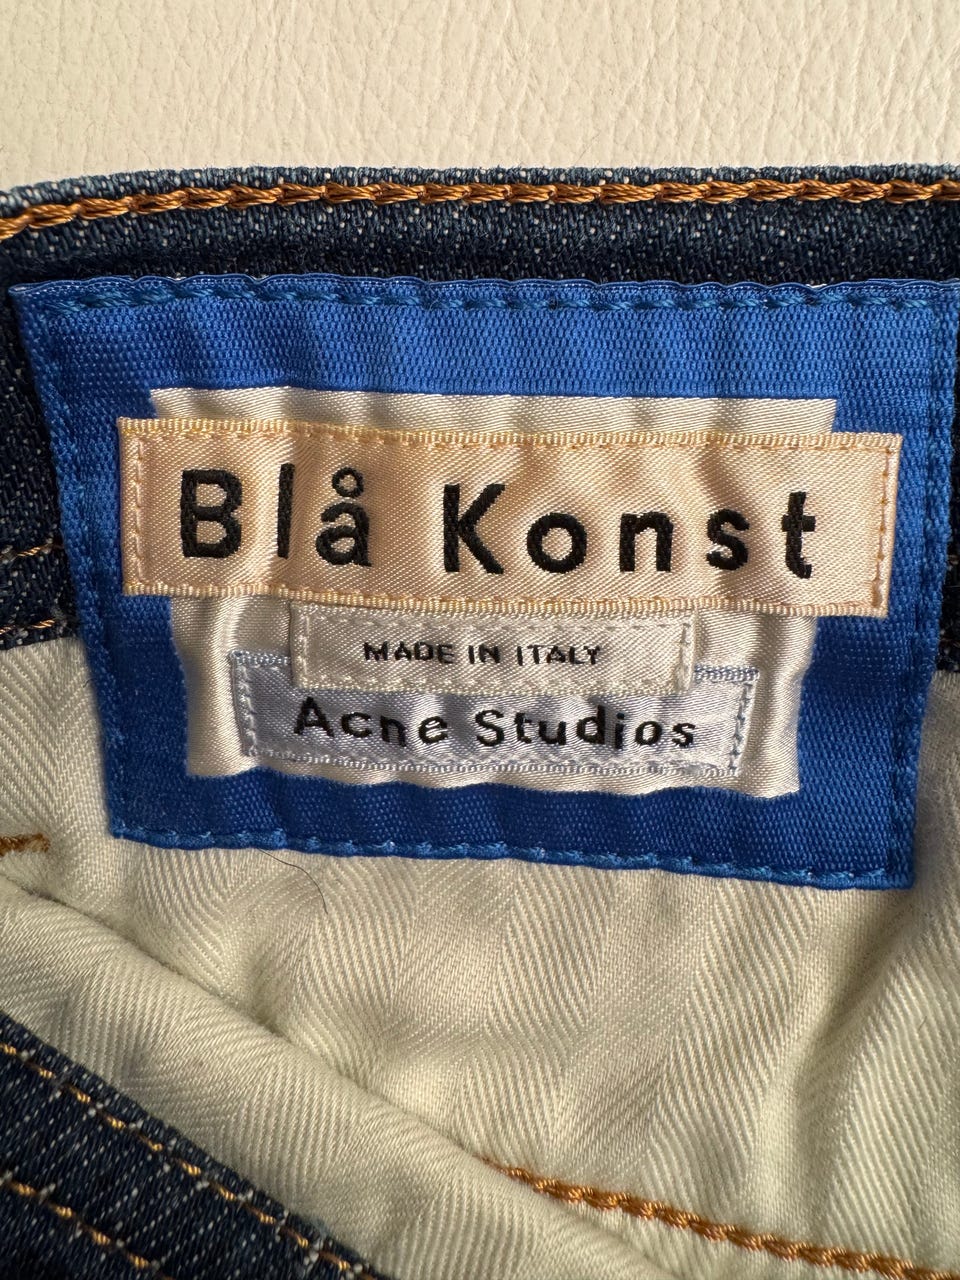 Blå Konst
MADE IN ITALY
Acne Studios